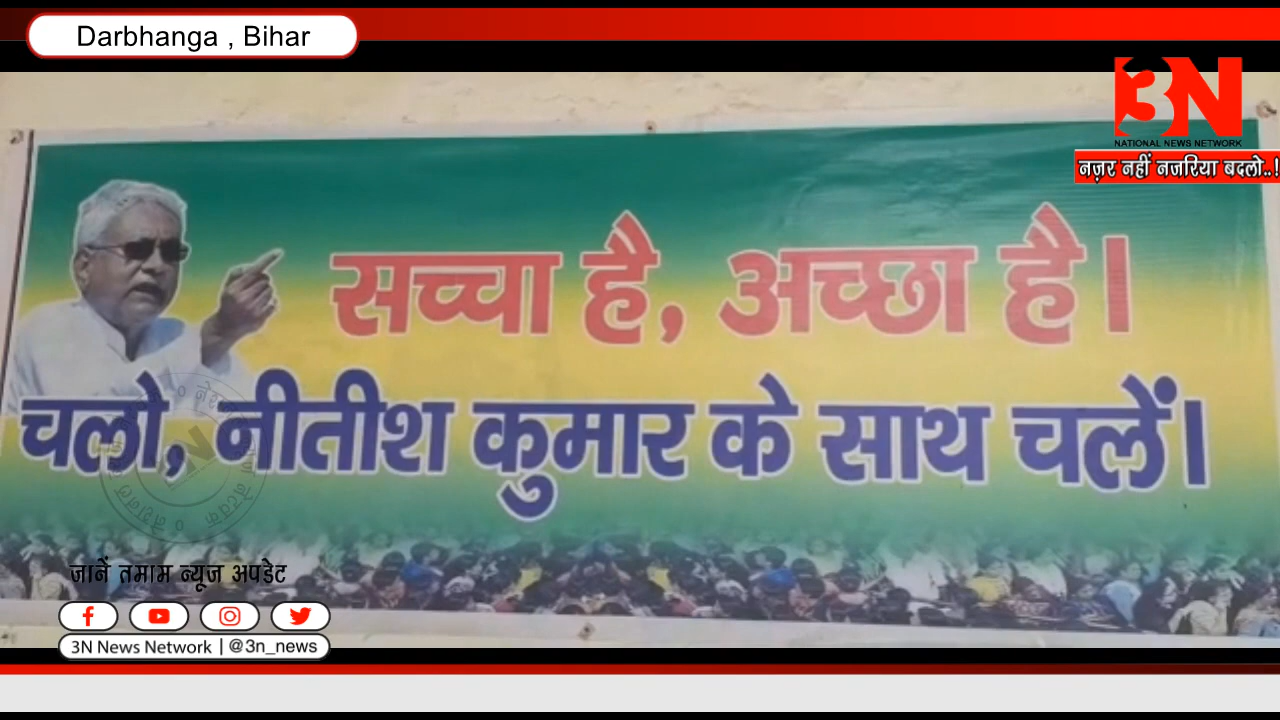 Darbhanga , Bihar
3N
NATIONAL NEWS NETWORK
नज़र नहीं नजरिया बदलो..!
सच्चा है, अच्छा है।
चलो, नीतीश कुमार के साथ चलें।
जानें तमाम न्यूज अपडेट
3N News Network | @3n_news